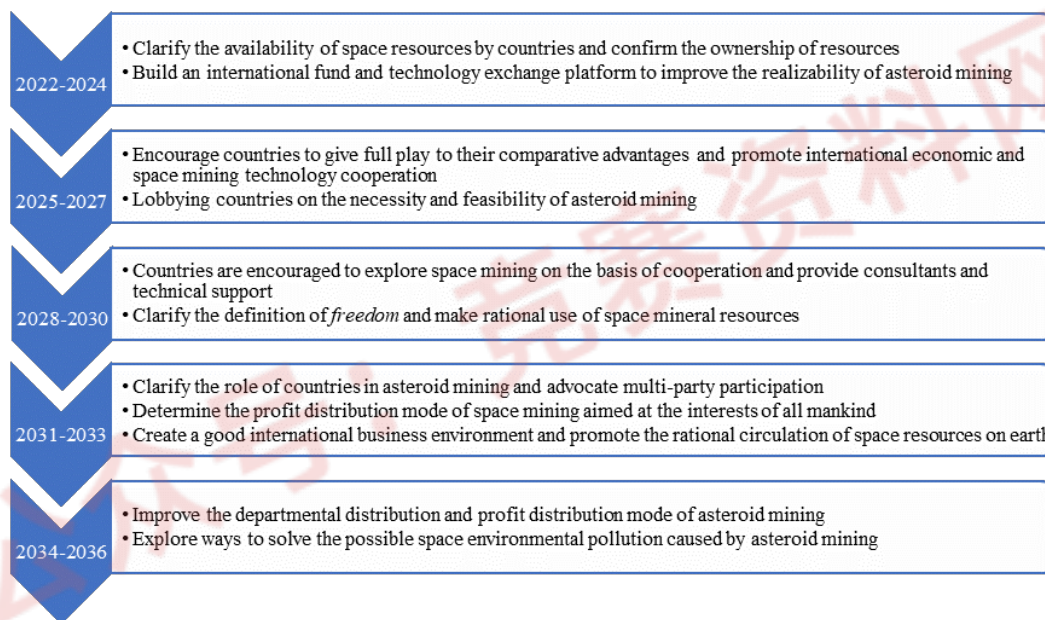 2022-2024
• Clarify the availability of space resources by countries and confirm the ownership of resources
• Build an international fund and technology exchange platform to improve the realizability of asteroid mining
2025-2027
• Encourage countries to give full play to their comparative advantages and promote international economic and
space mining technology cooperation
• Lobbying countries on the necessity and feasibility of asteroid mining
2028-2030
• Countries are encouraged to explore space mining on the basis of cooperation and provide consultants and
technical support
• Clarify the definition of freedom and make rational use of space mineral resources
2031-2033
• Clarify the role of countries in asteroid mining and advocate multi-party participation
• Determine the profit distribution mode of space mining aimed at the interests of all mankind
• Create a good international business environment and promote the rational circulation of space resources on earth
2034-2036
• Improve the departmental distribution and profit distribution mode of asteroid mining
• Explore ways to solve the possible space environmental pollution caused by asteroid mining
公众号：竞赛资料网